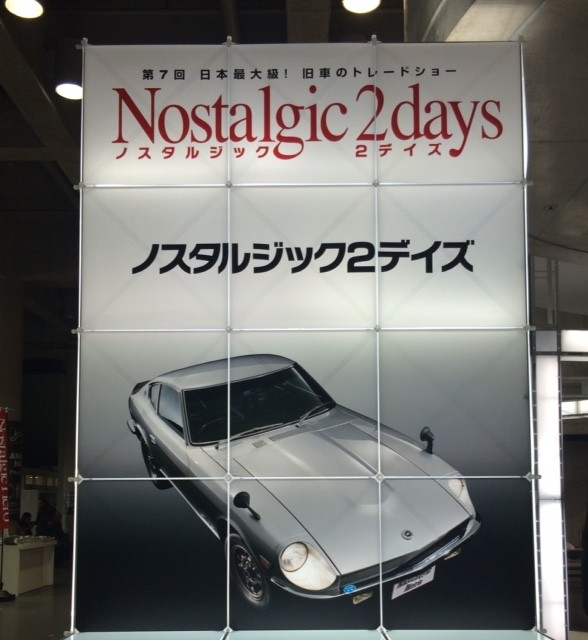 第7回 日本最大級! 旧車のトレードショー
Nostalgic 2days
ノスタルジック 2デイズ
ノスタルジック2デイズ